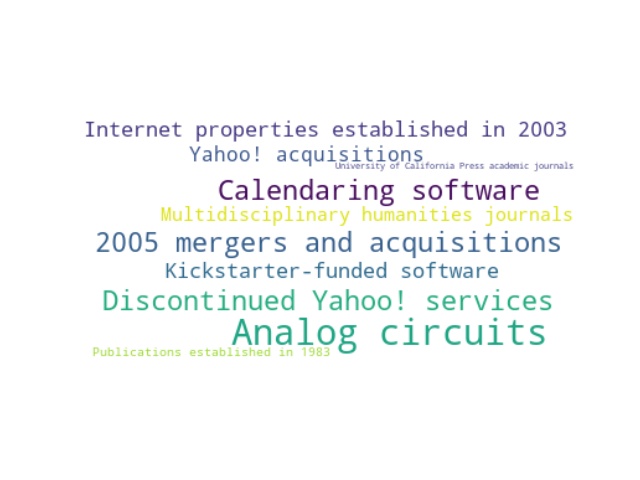 Internet properties established in 2003
Yahoo! acquisitions
University of California Press academic journals
Calendaring software
Multidisciplinary humanities journals
2005 mergers and acquisitions
Kickstarter-funded software
Discontinued Yahoo! services
Analog circuits
Publications established in 1983